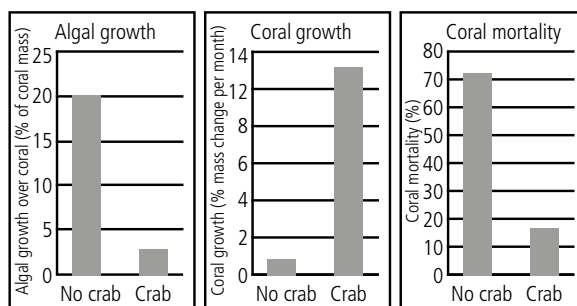 Algal growth
Algal growth over coral (% of coral mass)
25
20
15
10
5
0
No crab Crab
Coral growth
Coral growth (% mass change per month)
14
12
10
8
6
4
2
0
No crab Crab
Coral mortality
Coral mortality (%)
80
70
60
50
40
30
20
10
0
No crab Crab